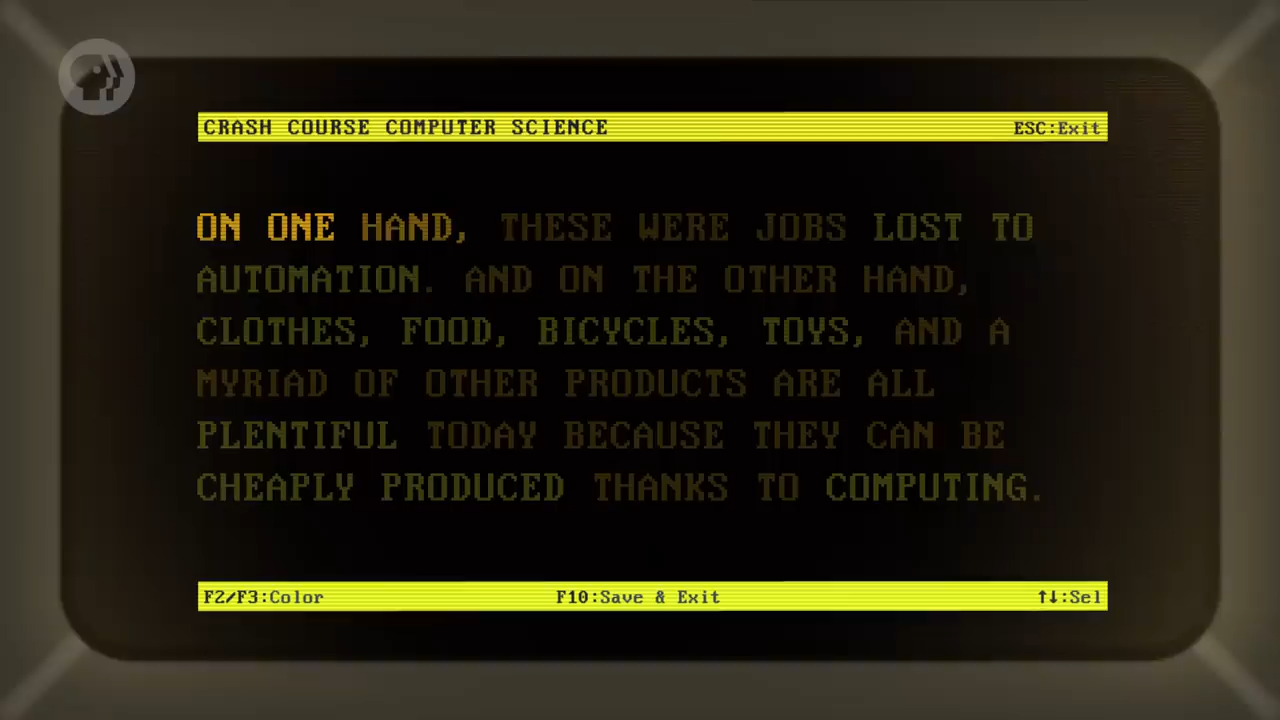 CRASH COURSE COMPUTER SCIENCE ESC:Exit
ON ONE HAND, THESE WERE JOBS LOST TO
AUTOMATION. AND ON THE OTHER HAND,
CLOTHES, FOOD, BICYCLES, TOYS, AND A
MYRIAD OF OTHER PRODUCTS ARE ALL
PLENTIFUL TODAY BECAUSE THEY CAN BE
CHEAPLY PRODUCED THANKS TO COMPUTING.
F2/F3:Color F10:Save & Exit ↑↓:Sel